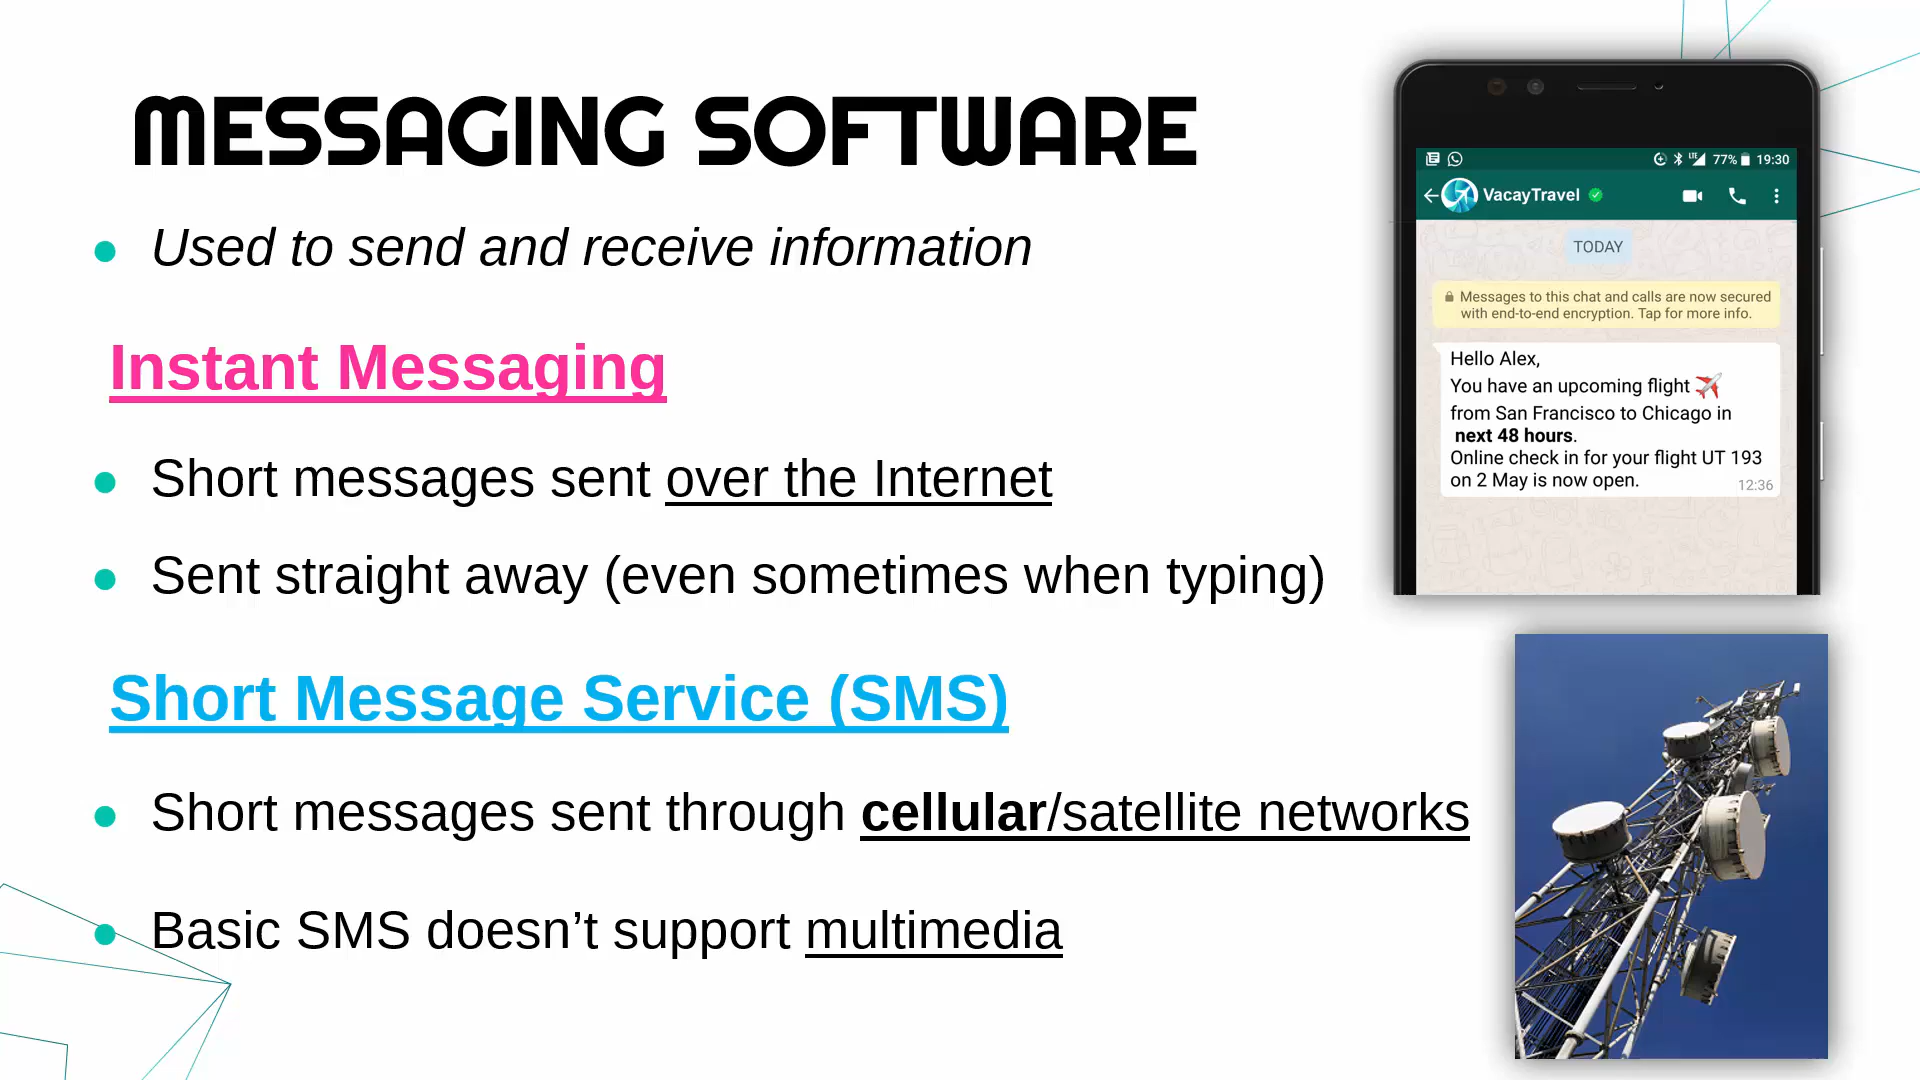 MESSAGING SOFTWARE
Used to send and receive information
Instant Messaging
Short messages sent over the Internet
Sent straight away (even sometimes when typing)
Short Message Service (SMS)
Short messages sent through cellular/satellite networks
Basic SMS doesn’t support multimedia
LTE 77% 19:30
VacayTravel
TODAY
Messages to this chat and calls are now secured
with end-to-end encryption. Tap for more info.
Hello Alex,
You have an upcoming flight
from San Francisco to Chicago in
next 48 hours.
Online check in for your flight UT 193
on 2 May is now open.
12:36